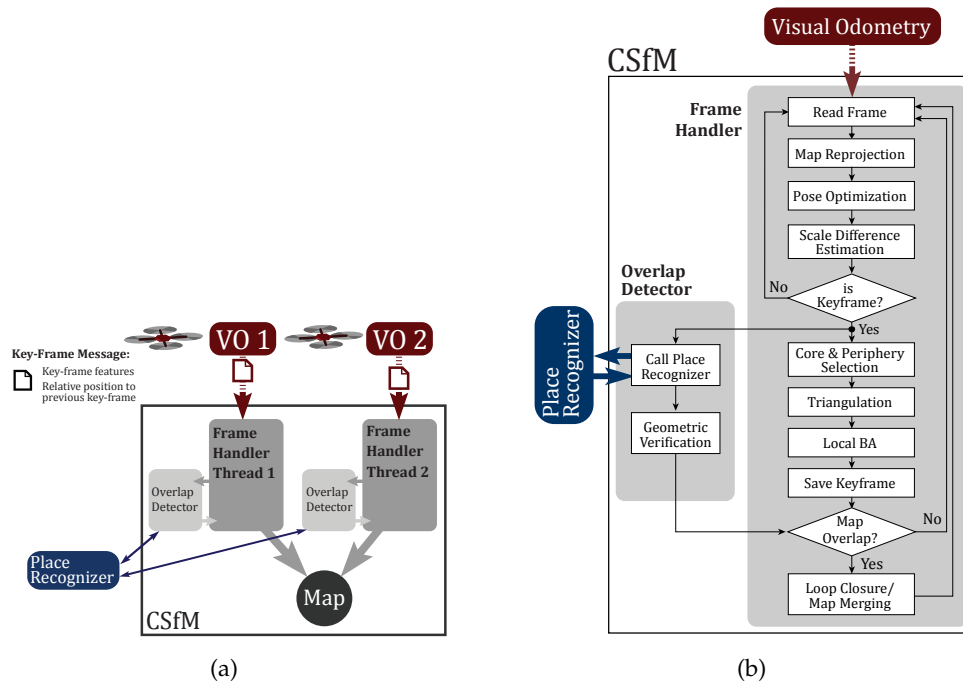 VO 1
VO 2
Key-Frame Message:
Key-frame features
Relative position to
previous key-frame
Frame
Handler
Thread 1
Frame
Handler
Thread 2
Overlap
Detector
Overlap
Detector
Place
Recognizer
Map
CSfM
(a)
Visual Odometry
CSfM
Frame
Handler
Read Frame
Map Reprojection
Pose Optimization
Scale Difference
Estimation
is
Keyframe?
No
Yes
Overlap
Detector
Place
Recognizer
Call Place
Recognizer
Geometric
Verification
Core & Periphery
Selection
Triangulation
Local BA
Save Keyframe
Map
Overlap?
No
Yes
Loop Closure/
Map Merging
(b)